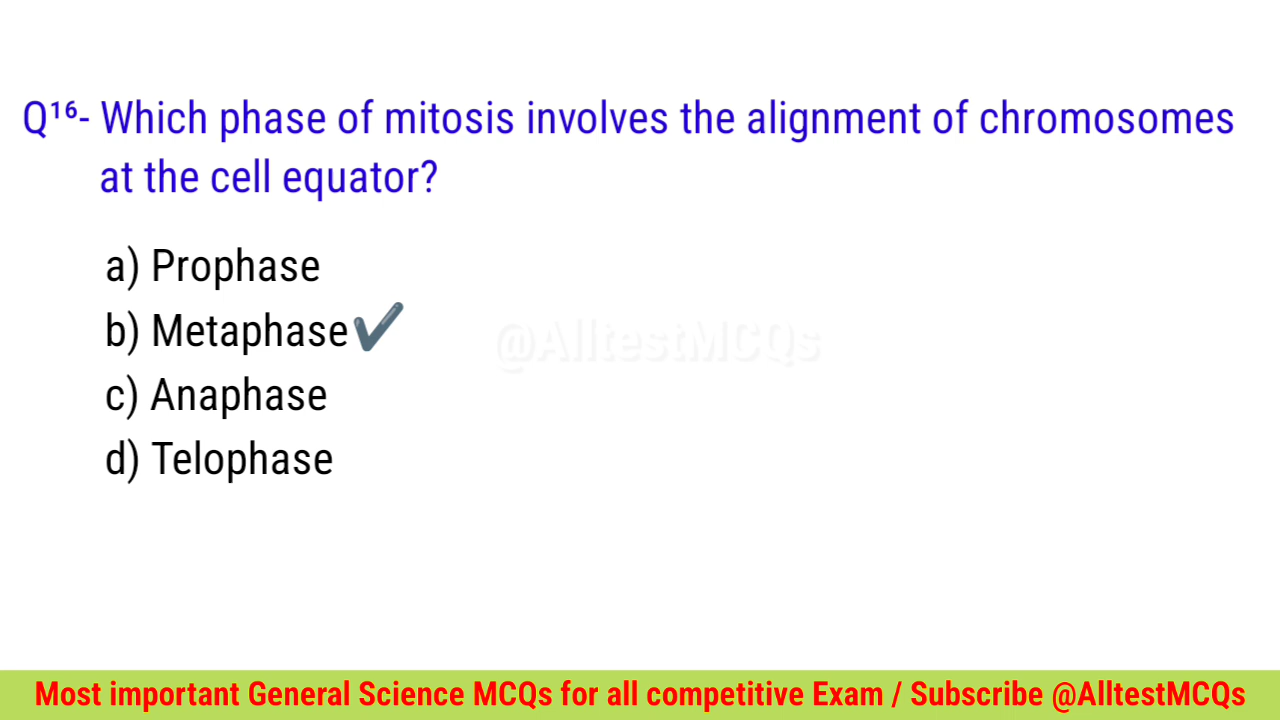 Q¹⁶- Which phase of mitosis involves the alignment of chromosomes
at the cell equator?
a) Prophase
b) Metaphase✔
@AlltestMCQs
c) Anaphase
d) Telophase
Most important General Science MCQs for all competitive Exam / Subscribe @AlltestMCQs